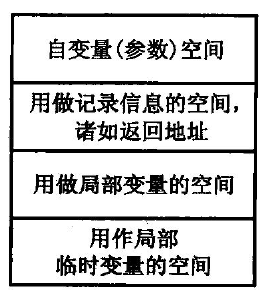 自变量(参数)空间
用做记录信息的空间，
诸如返回地址
用做局部变量的空间
用作局部
临时变量的空间